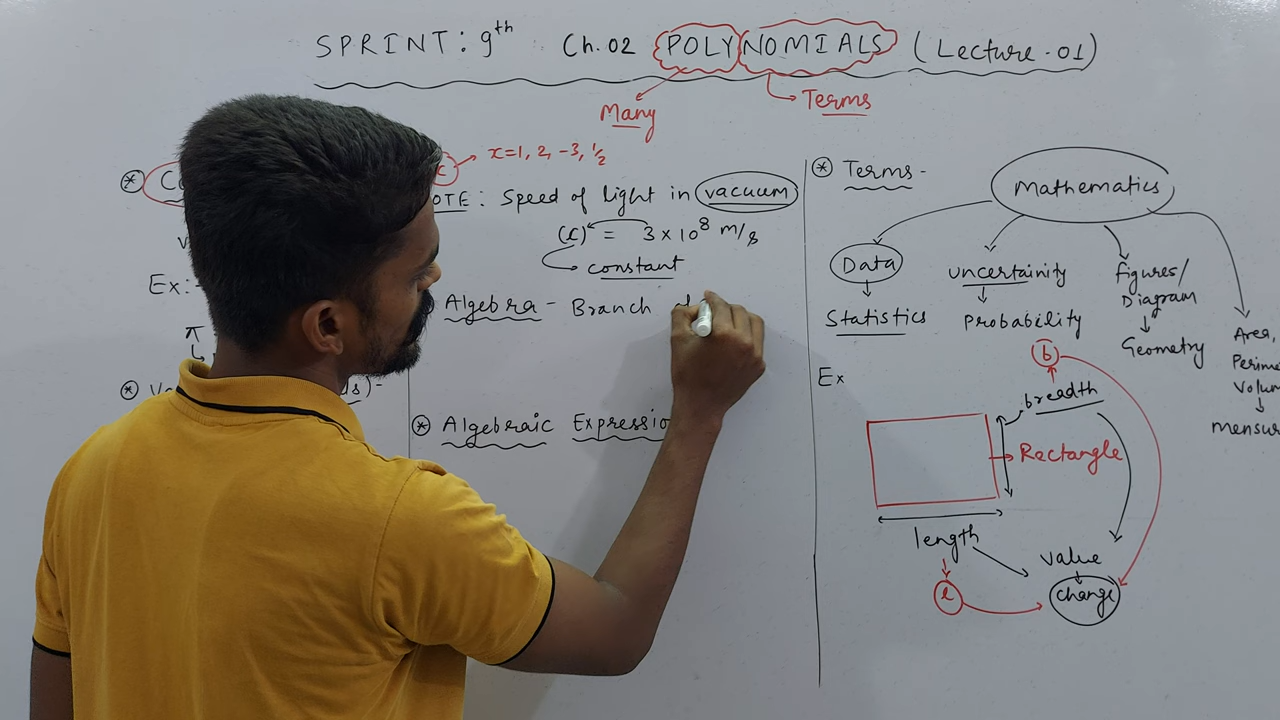 SPRINT: 9th Ch. 02 POLYNOMIALS (Lecture-01)
Many
Terms
x=1, 2, -3, 1/2
OTE : Speed of light in vacuum
(c) = 3 x 10^8 m/s
constant
Ex:-
π
Algebra - Branch of
Algebraic Expressio
Terms-
Mathematics
Data
Statistics
uncertainity
Probability
figures/
Diagram
Geometry
Area,
Perime
Volum
Mensur
Ex
b
breadth
Rectangle
length
l
value
change